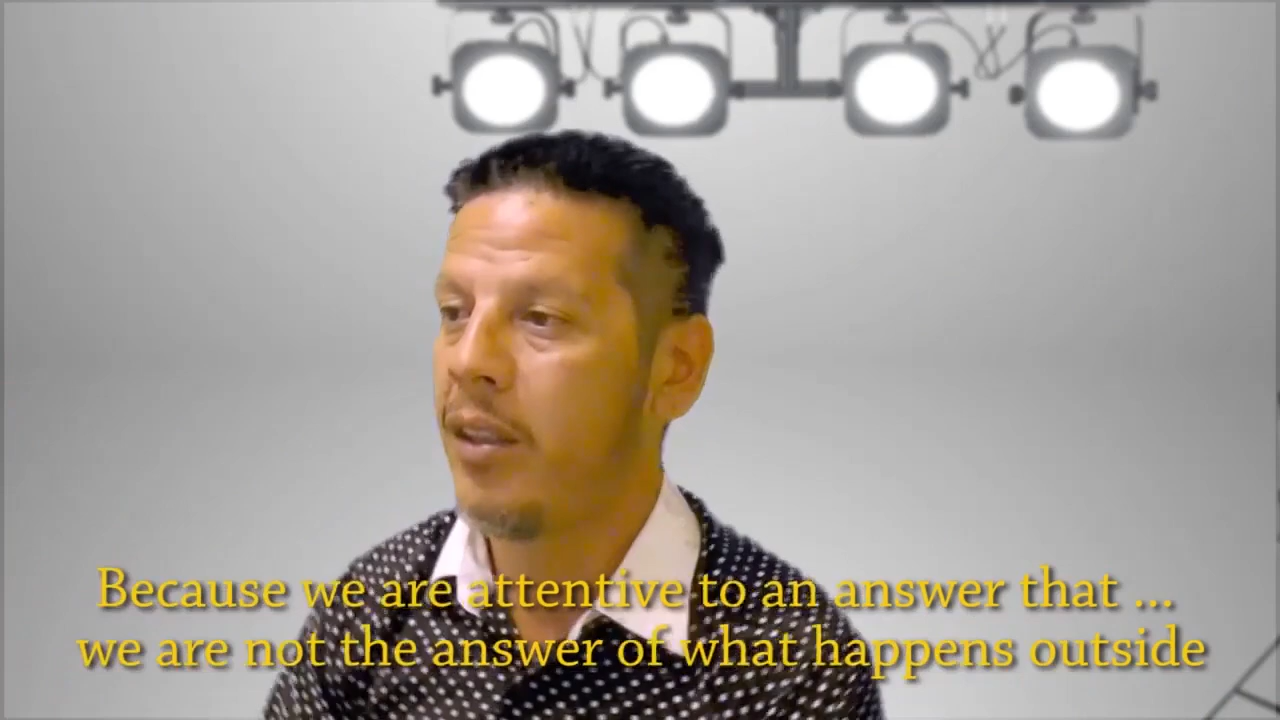 Because we are attentive to an answer that ...
we are not the answer of what happens outside